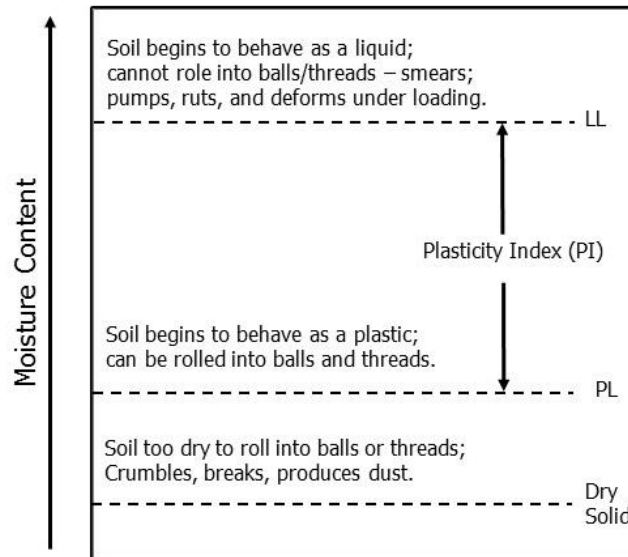 Soil begins to behave as a liquid;
cannot role into balls/threads – smears;
pumps, ruts, and deforms under loading.
LL
Moisture Content
Plasticity Index (PI)
Soil begins to behave as a plastic;
can be rolled into balls and threads.
PL
Soil too dry to roll into balls or threads;
Crumbles, breaks, produces dust.
Dry
Solid